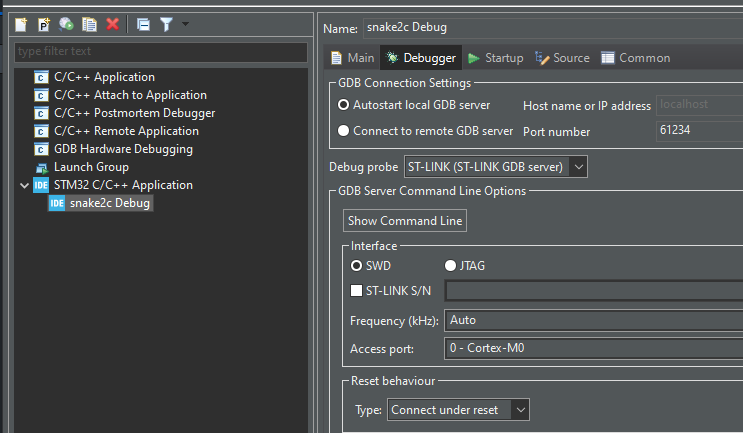 type filter text
C/C++ Application
C/C++ Attach to Application
C/C++ Postmortem Debugger
C/C++ Remote Application
GDB Hardware Debugging
Launch Group
IDE STM32 C/C++ Application
IDE snake2c Debug
Name: snake2c Debug
Main Debugger Startup Source Common
GDB Connection Settings
Autostart local GDB server Host name or IP address localhost
Connect to remote GDB server Port number 61234
Debug probe ST-LINK (ST-LINK GDB server)
GDB Server Command Line Options
Show Command Line
Interface
SWD JTAG
ST-LINK S/N
Frequency (kHz): Auto
Access port: 0 - Cortex-M0
Reset behaviour
Type: Connect under reset